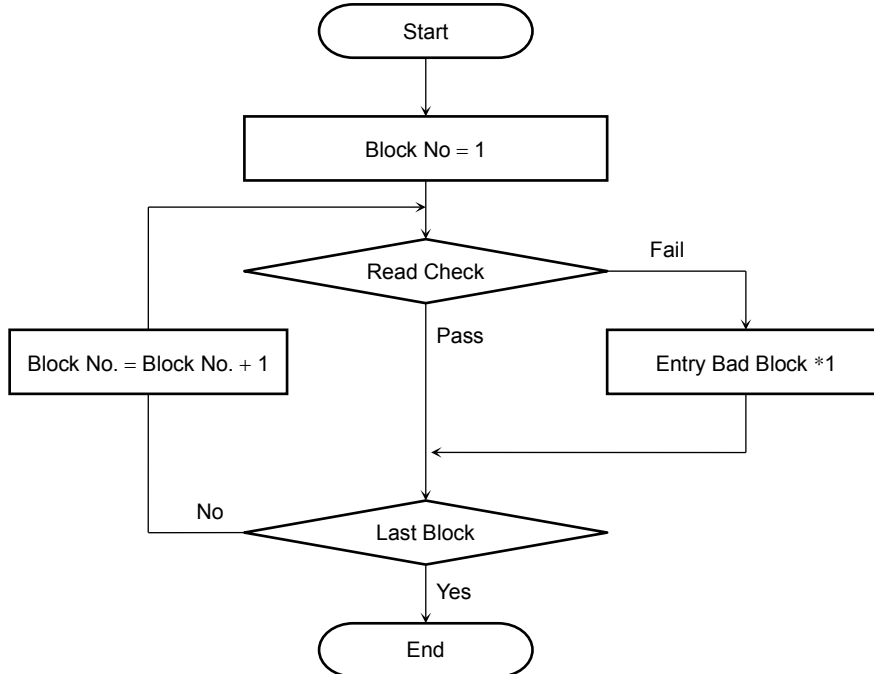 Start
Block No = 1
Read Check
Fail
Pass
Block No. = Block No. + 1
Entry Bad Block *1
No
Last Block
Yes
End